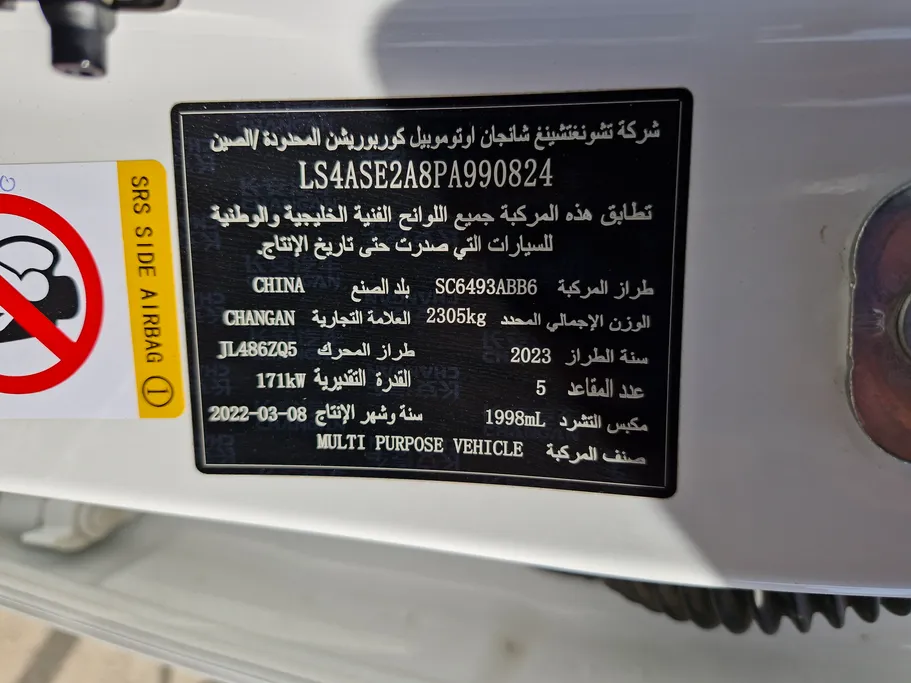 شركة تشونغتشينغ شانجان اوتوموبيل كوربوريشن المحدودة /الصين
LS4ASE2A8PA990824
تطابق هذه المركبة جميع اللوائح الفنية الخليجية والوطنية
للسيارات التي صدرت حتى تاريخ الإنتاج.
طراز المركبة SC6493ABB6 بلد الصنع CHINA
الوزن الإجمالي المحدد 2305kg العلامة التجارية CHANGAN
سنة الطراز 2023 طراز المحرك JL486ZQ5
عدد المقاعد 5 القدرة التقديرية 171kW
مكبس التشرد 1998mL سنة وشهر الإنتاج 2022-03-08
صنف المركبة MULTI PURPOSE VEHICLE
SRS SIDE AIRBAG ①